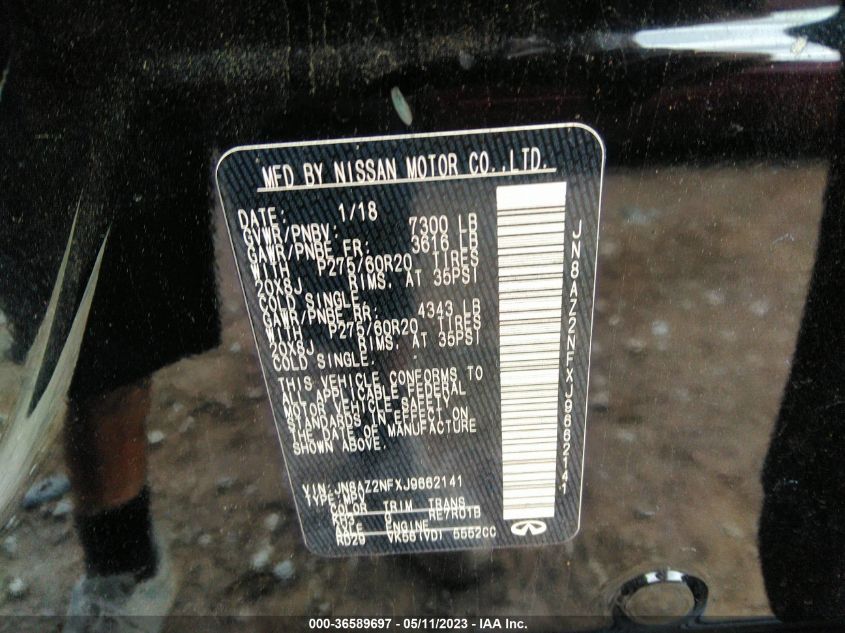 MFD BY NISSAN MOTOR CO.,LTD.
DATE: 1/18
GVWR/PNBV: 7300 LB
GAWR/PNBE FR: 3616 LB
WITH P275/60R20 TIRES
20X8J RIMS. AT 35PSI
COLD SINGLE.
GAWR/PNBE RR: 4343 LB
WITH P275/60R20 TIRES
20X8J RIMS. AT 35PSI
COLD SINGLE.
THIS VEHICLE CONFORMS TO
ALL APPLICABLE FEDERAL
MOTOR VEHICLE SAFETY
STANDARDS IN EFFECT ON
THE DATE OF MANUFACTURE
SHOWN ABOVE.
VIN: JN8AZ2NFXJ9662141
TYPE:MPV
COLOR TRIM TRANS
RE7R01B
AXLE ENGINE
RD29 VK56(VD) 5552CC
JN8AZ2NFXJ9662141
000-36589697 - 05/11/2023 - IAA Inc.